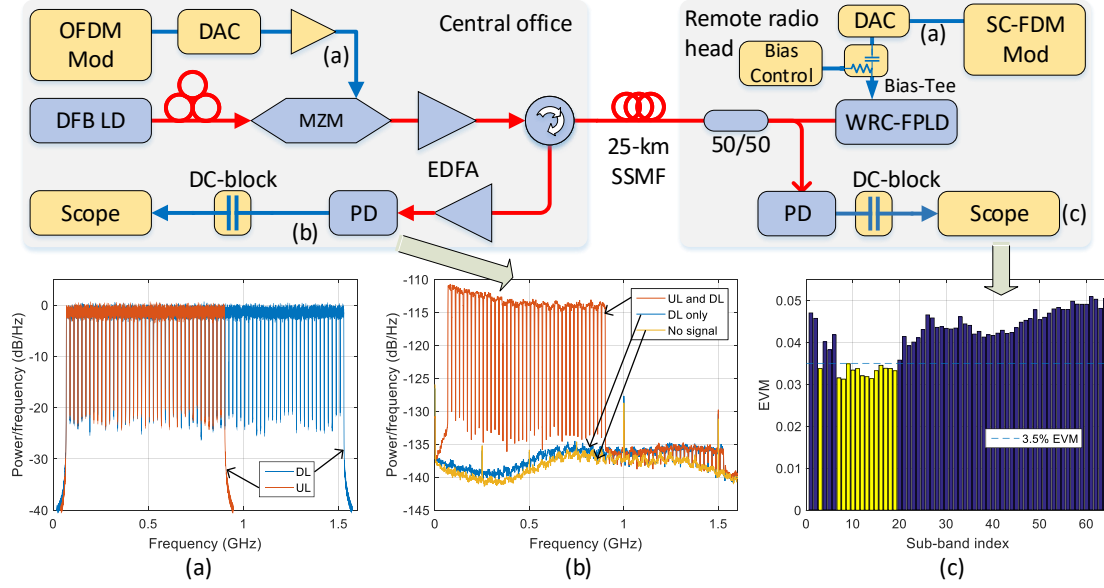 OFDM
Mod
DAC
(a)
Central office
DFB LD
MZM
EDFA
DC-block
Scope
(b)
PD
25-km
SSMF
50/50
Remote radio
head
DAC
(a)
SC-FDM
Mod
Bias
Control
Bias-Tee
WRC-FPLD
PD
DC-block
Scope
(c)
0
-10
-20
-30
-40
Power/frequency (dB/Hz)
DL
UL
0
0.5
1
1.5
Frequency (GHz)
(a)
-110
-115
-120
-125
-130
-135
-140
-145
Power/frequency (dB/Hz)
UL and DL
DL only
No signal
0
0.5
1
1.5
Frequency (GHz)
(b)
0.05
0.04
0.03
0.02
0.01
0
EVM
3.5% EVM
10
20
30
40
50
60
Sub-band index
(c)